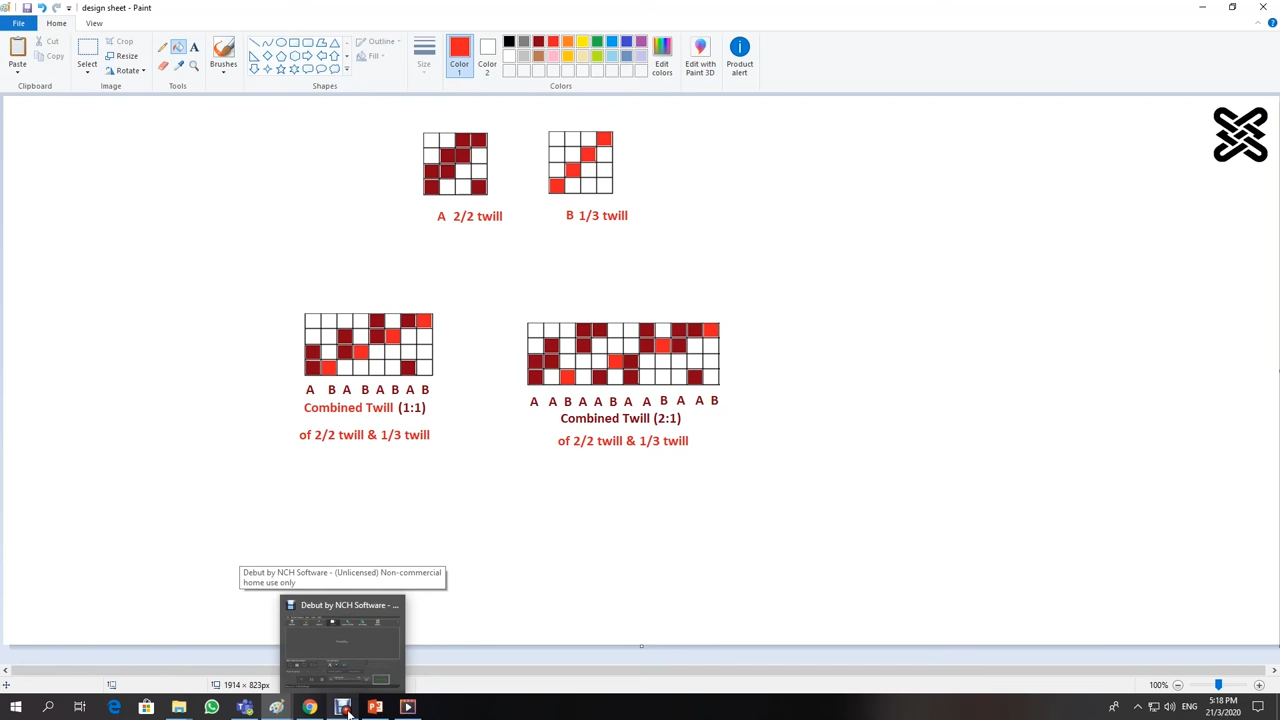 design sheet - Paint
File
Home
View
Paste
Cut
Copy
Clipboard
Select
Crop
Resize
Rotate
Image
A
Tools
Brushes
Outline
Fill
Shapes
Size
Color
1
Color
2
Edit
colors
Edit with
Paint 3D
Product
alert
Colors
A 2/2 twill
B 1/3 twill
A B A B A B A B
Combined Twill (1:1)
of 2/2 twill & 1/3 twill
A A B A A B A A B A A B
Combined Twill (2:1)
of 2/2 twill & 1/3 twill
Debut by NCH Software - (Unlicensed) Non-commercial
home use only
Debut by NCH Software - ...
1914 × 823px
ENG
5:18 PM
21/3/2020